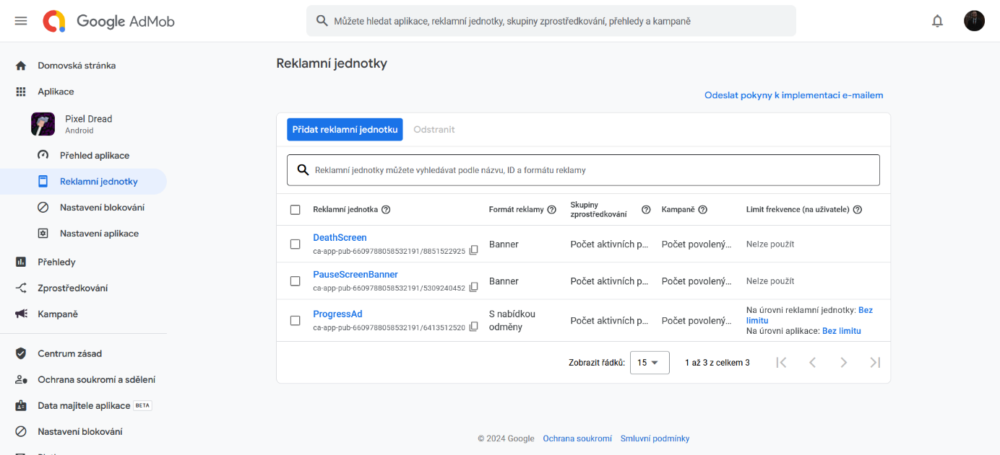 Google AdMob
Můžete hledat aplikace, reklamní jednotky, skupiny zprostředkování, přehledy a kampaně
Domovská stránka
Aplikace
Pixel Dread
Android
Přehled aplikace
Reklamní jednotky
Nastavení blokování
Nastavení aplikace
Přehledy
Zprostředkování
Kampaně
Centrum zásad
Ochrana soukromí a sdělení
Data majitele aplikace BETA
Nastavení blokování
Reklamní jednotky
Odeslat pokyny k implementaci e-mailem
Přidat reklamní jednotku Odstranit
Reklamní jednotky můžete vyhledávat podle názvu, ID a formátu reklamy
Reklamní jednotka Formát reklamy Skupiny zprostředkování Kampaně Limit frekvence (na uživatele)
DeathScreen
ca-app-pub-6609788058532191/8851522925
Banner Počet aktivních p... Počet povolený... Nelze použít
PauseScreenBanner
ca-app-pub-6609788058532191/5309240452
Banner Počet aktivních p... Počet povolený... Nelze použít
ProgressAd
ca-app-pub-6609788058532191/6413512520
S nabídkou
odměny
Počet aktivních p... Počet povolený...
Na úrovni reklamní jednotky: Bez
limitu
Na úrovni aplikace: Bez limitu
Zobrazit řádků: 15 1 až 3 z celkem 3
© 2024 Google Ochrana soukromí Smluvní podmínky